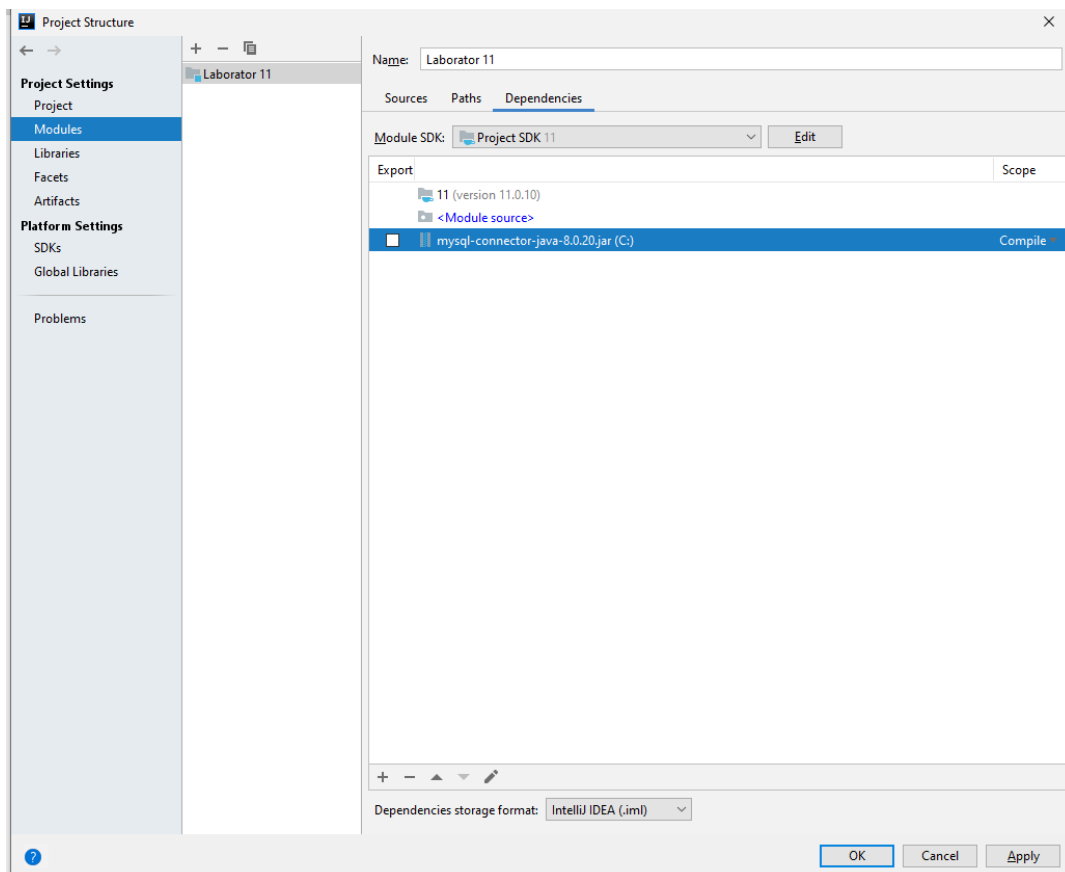 Project Structure
Project Settings
Project
Modules
Libraries
Facets
Artifacts
Platform Settings
SDKs
Global Libraries
Problems
Laborator 11
Name: Laborator 11
Sources Paths Dependencies
Module SDK: Project SDK 11 Edit
Export Scope
11 (version 11.0.10)
<Module source>
mysql-connector-java-8.0.20.jar (C:) Compile
Dependencies storage format: IntelliJ IDEA (.iml)
? OK Cancel Apply